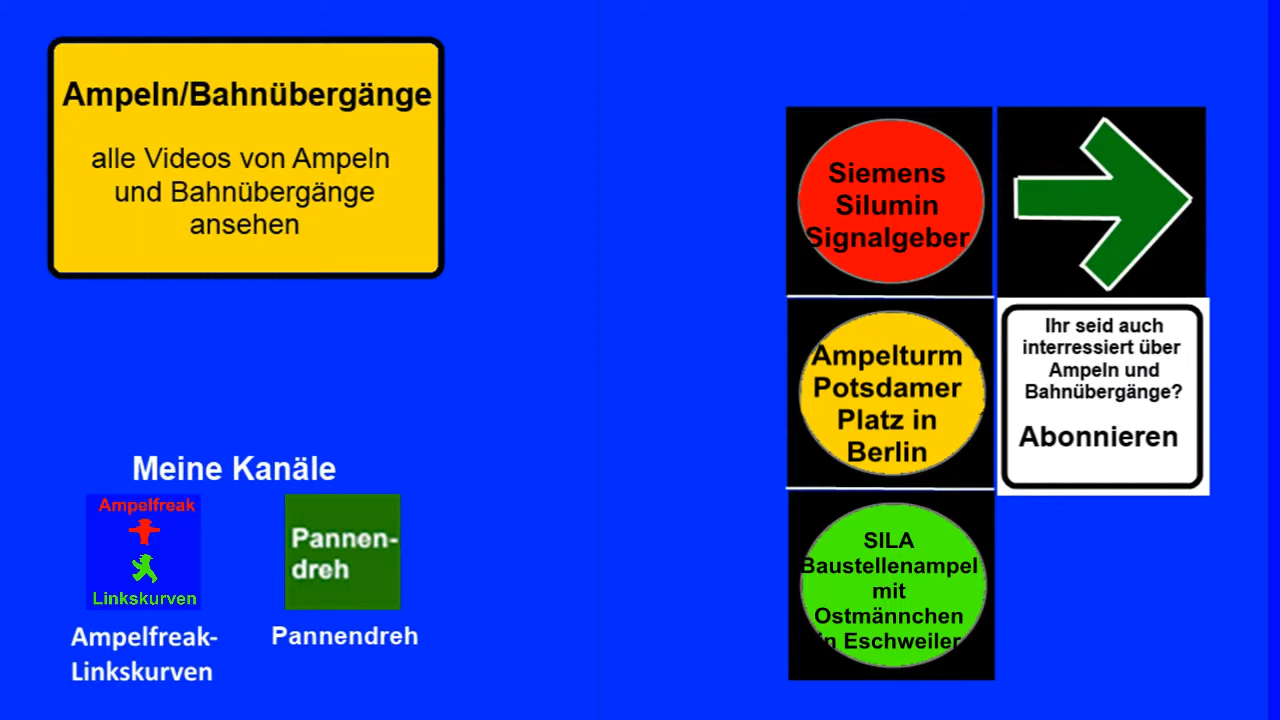 Ampeln/Bahnübergänge
alle Videos von Ampeln
und Bahnübergänge
ansehen
Siemens
Silumin
Signalgeber
Ampelturm
Potsdamer
Platz in
Berlin
SILA
Baustellenampel
mit
Ostmännchen
in Eschweiler
Ihr seid auch
interressiert über
Ampeln und
Bahnübergänge?
Abonnieren
Meine Kanäle
Ampelfreak
Linkskurven
Ampelfreak-
Linkskurven
Pannen-
dreh
Pannendreh